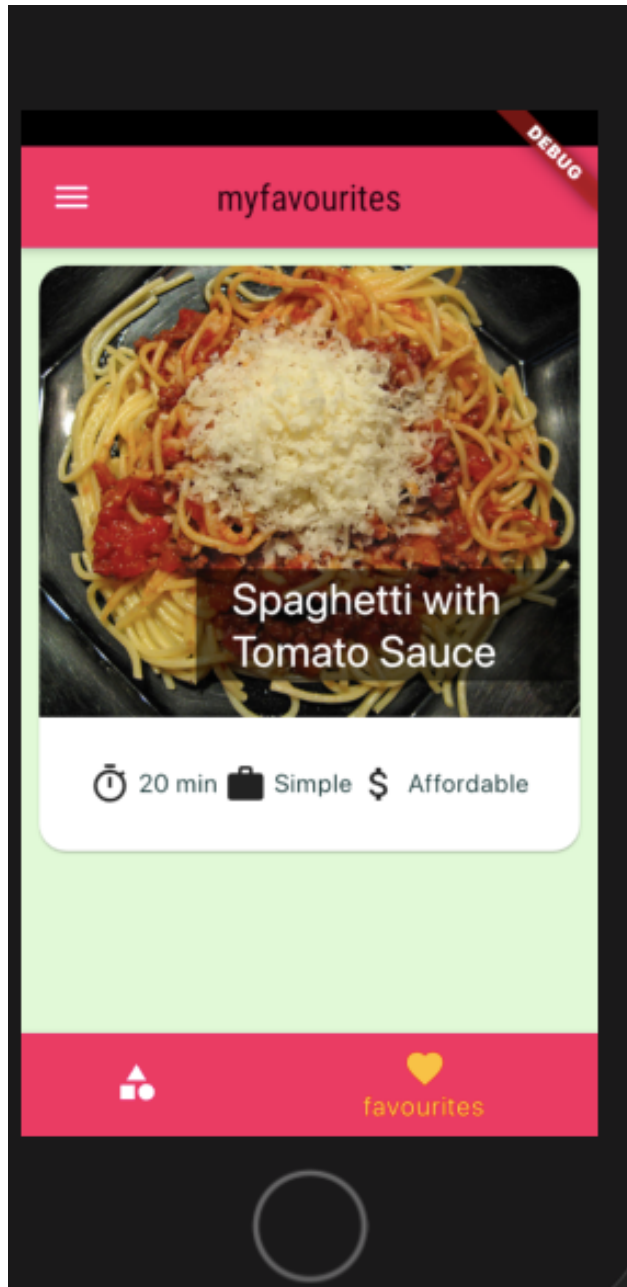 DEBUG
myfavourites
Spaghetti with
Tomato Sauce
20 min Simple $ Affordable
favourites